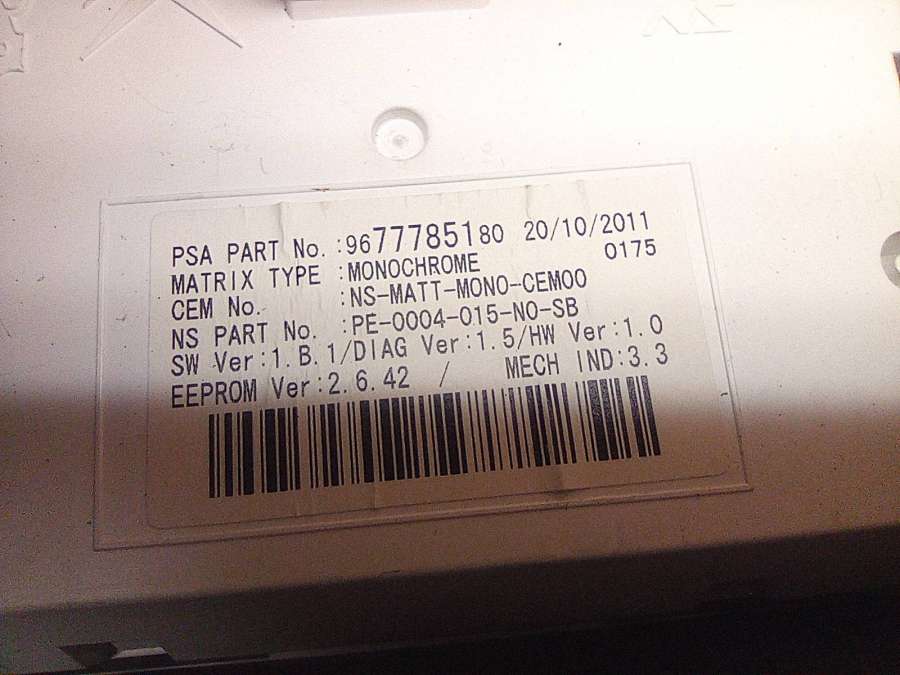 PSA PART No. :9677785180 20/10/2011
MATRIX TYPE :MONOCHROME 0175
CEM No. :NS-MATT-MONO-CEM00
NS PART No. :PE-0004-015-NO-SB
SW Ver:1.B.1/DIAG Ver:1.5/HW Ver:1.0
EEPROM Ver:2.6.42 / MECH IND:3.3